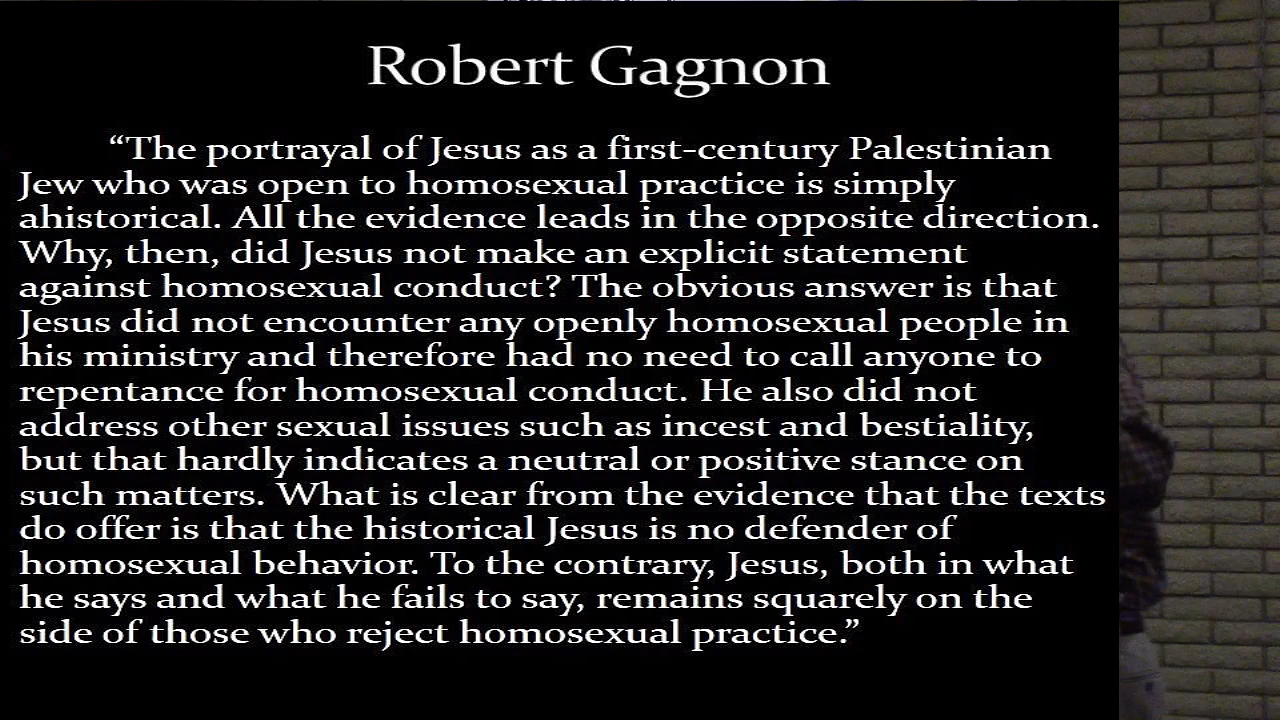 Robert Gagnon
“The portrayal of Jesus as a first-century Palestinian
Jew who was open to homosexual practice is simply
ahistorical. All the evidence leads in the opposite direction.
Why, then, did Jesus not make an explicit statement
against homosexual conduct? The obvious answer is that
Jesus did not encounter any openly homosexual people in
his ministry and therefore had no need to call anyone to
repentance for homosexual conduct. He also did not
address other sexual issues such as incest and bestiality,
but that hardly indicates a neutral or positive stance on
such matters. What is clear from the evidence that the texts
do offer is that the historical Jesus is no defender of
homosexual behavior. To the contrary, Jesus, both in what
he says and what he fails to say, remains squarely on the
side of those who reject homosexual practice.”